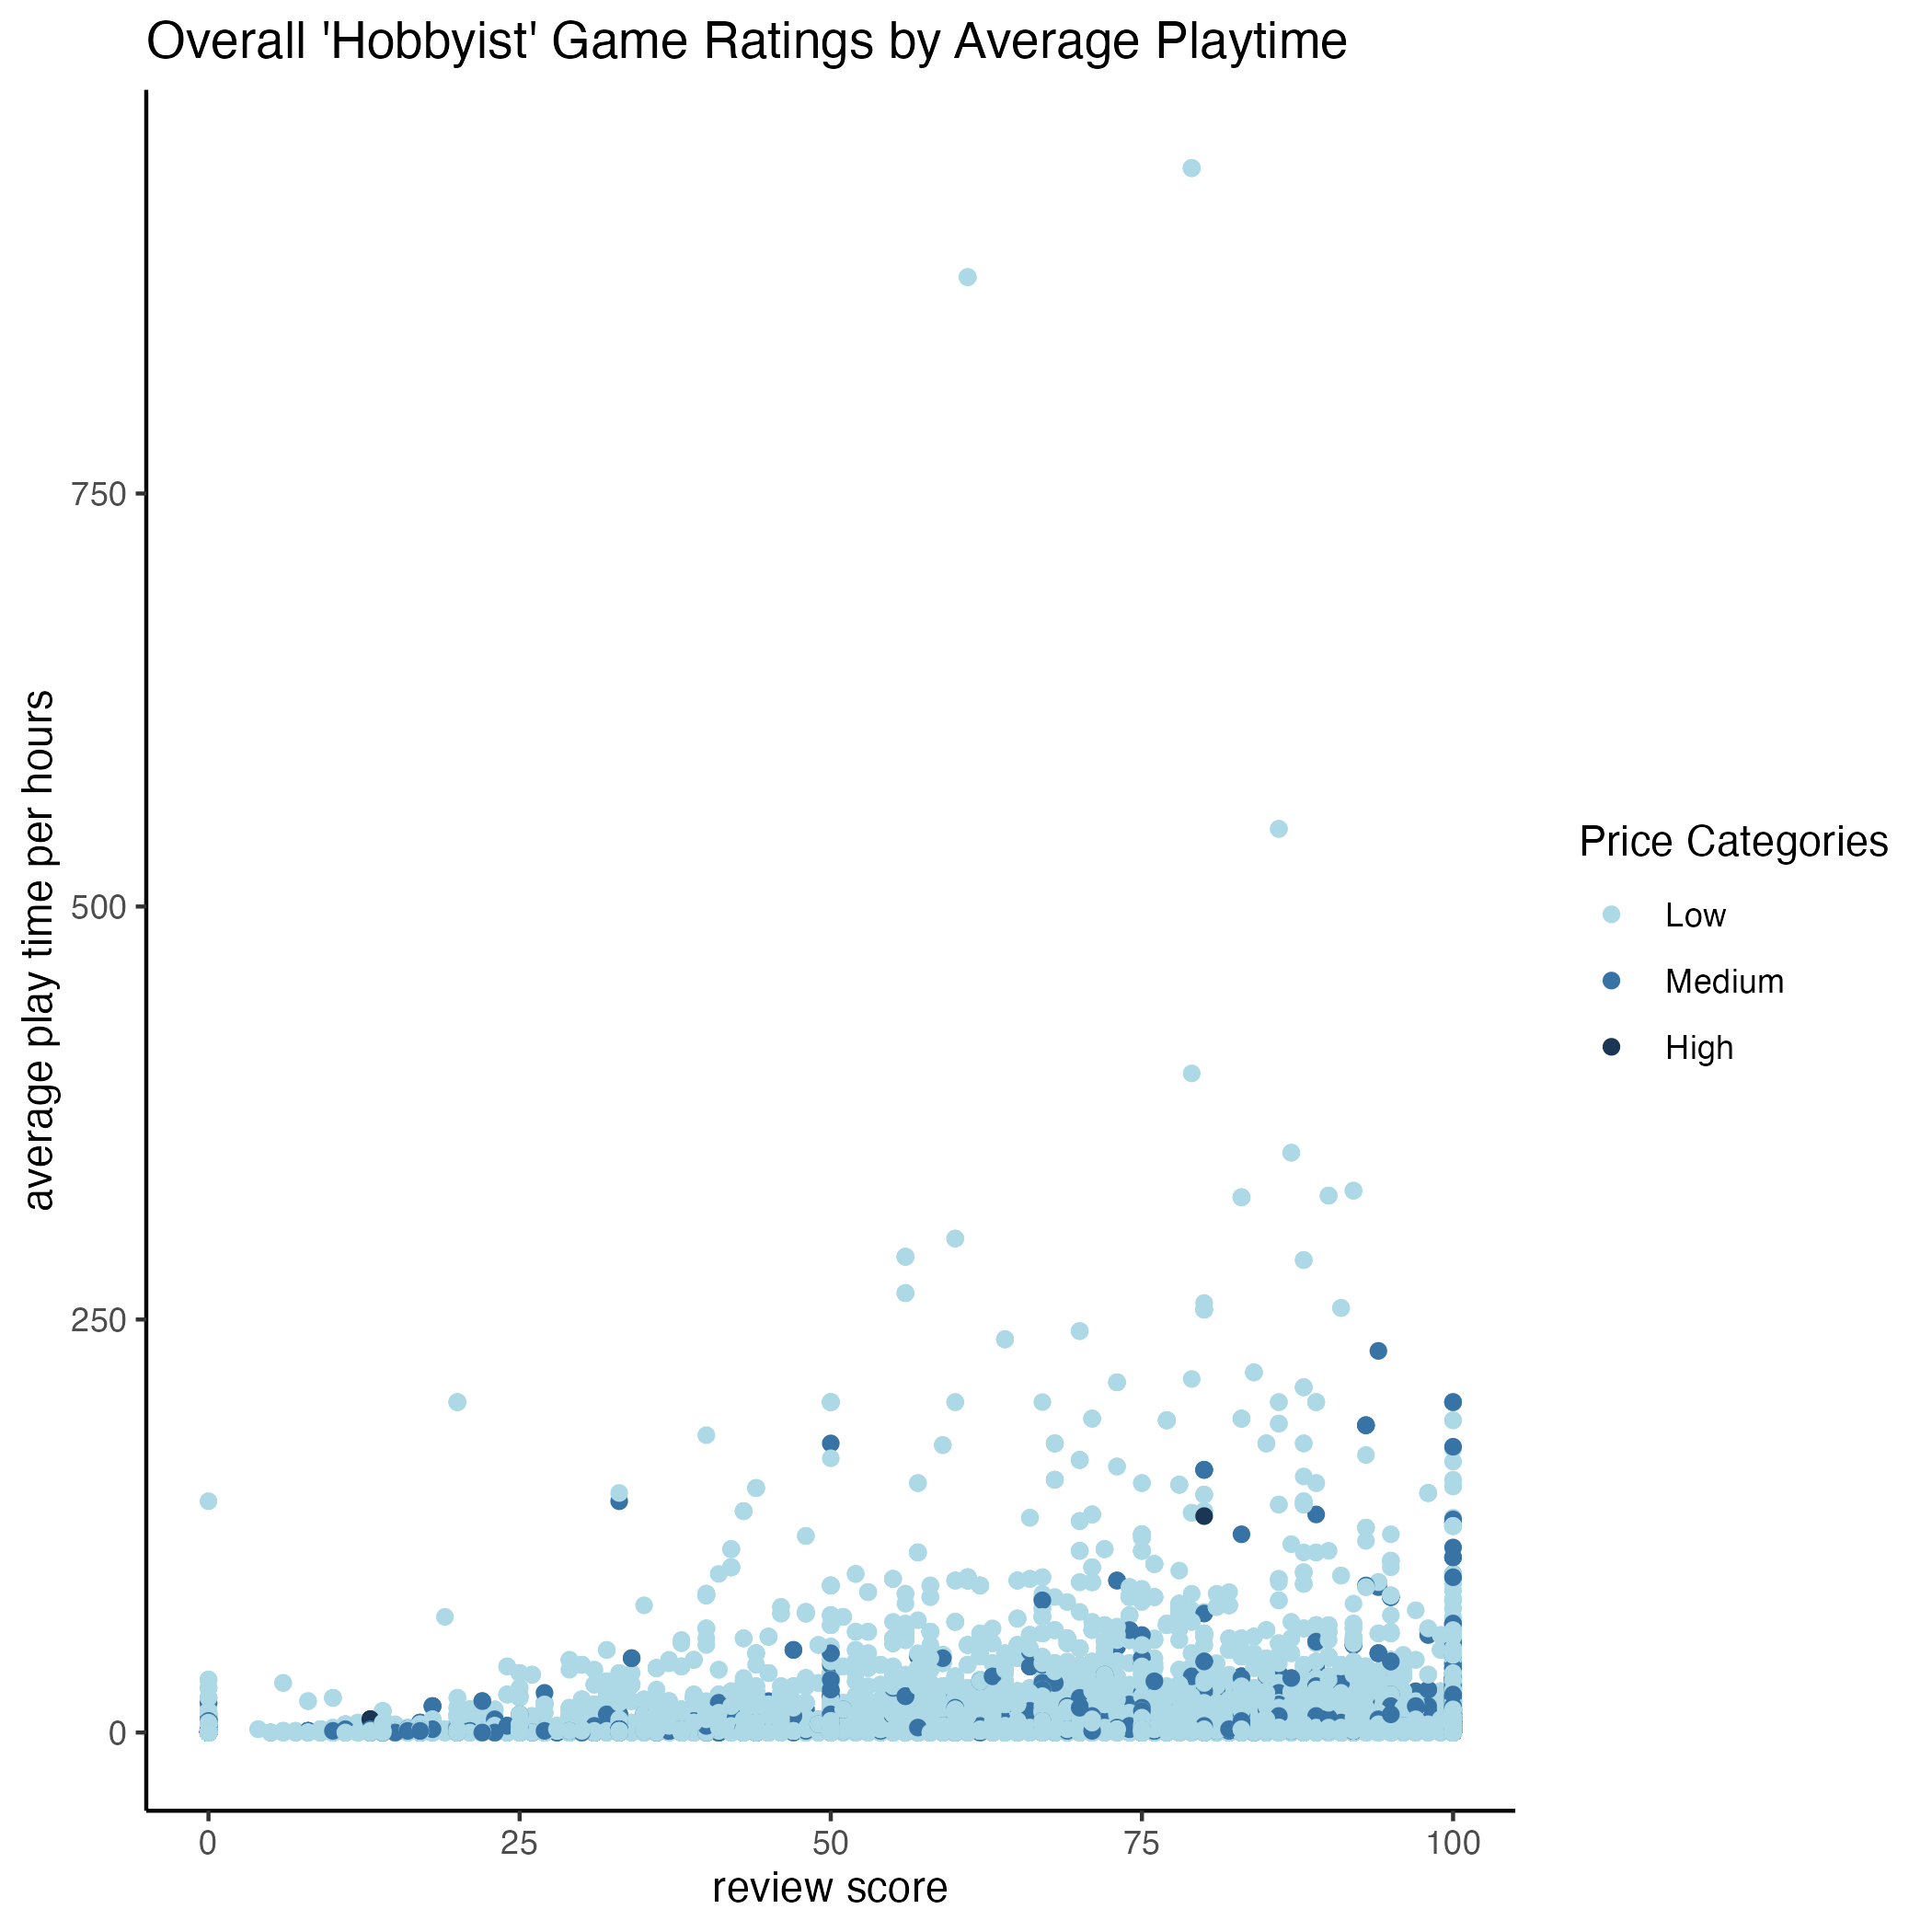 Overall 'Hobbyist' Game Ratings by Average Playtime
average play time per hours
750
500
250
0
0
25
50
75
100
review score
Price Categories
Low
Medium
High